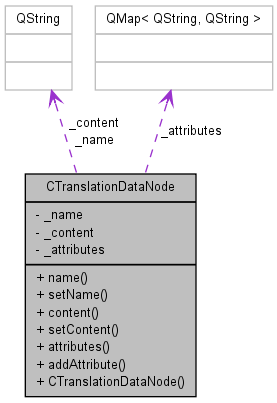 QString
QMap< QString, QString >
_content
_name
_attributes
CTranslationDataNode
- _name
- _content
- _attributes
+ name()
+ setName()
+ content()
+ setContent()
+ attributes()
+ addAttribute()
+ CTranslationDataNode()